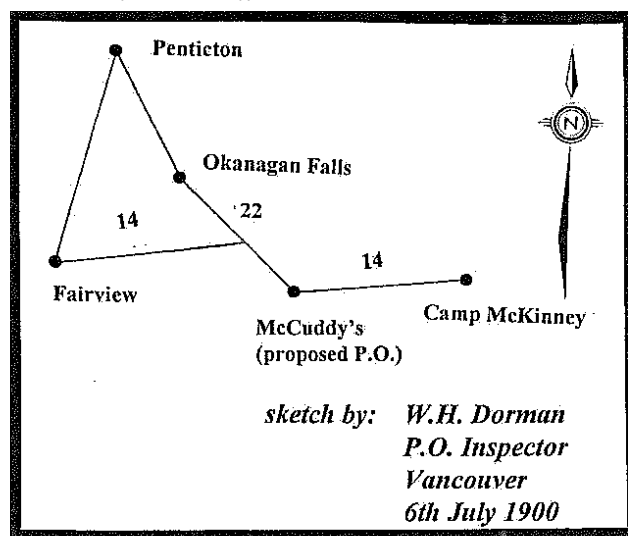 Penticton
N
Okanagan Falls
14
22
Fairview
14
McCuddy's
(proposed P.O.)
Camp McKinney
sketch by: W.H. Dorman
P.O. Inspector
Vancouver
6th July 1900